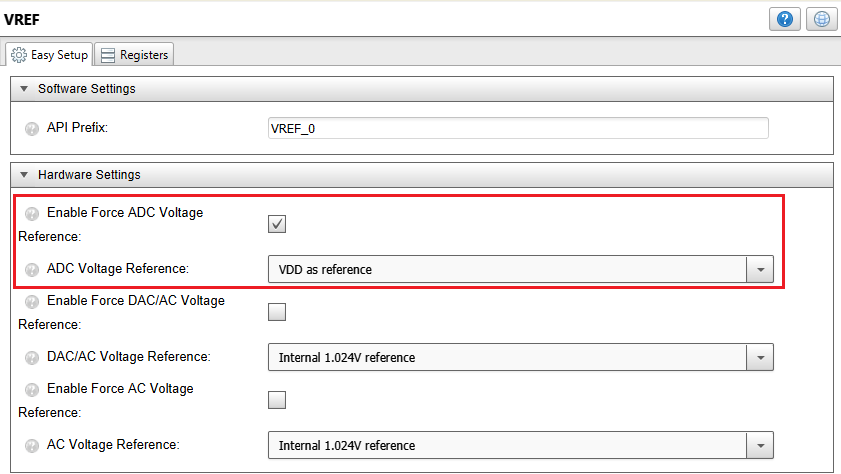 VREF
Easy Setup
Registers
Software Settings
API Prefix:
VREF_0
Hardware Settings
Enable Force ADC Voltage
Reference:
ADC Voltage Reference:
VDD as reference
Enable Force DAC/AC Voltage
Reference:
DAC/AC Voltage Reference:
Internal 1.024V reference
Enable Force AC Voltage
Reference:
AC Voltage Reference:
Internal 1.024V reference